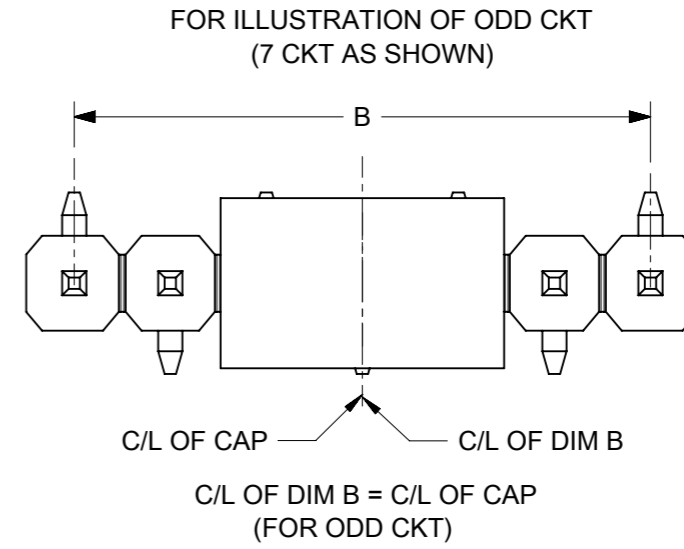 FOR ILLUSTRATION OF ODD CKT
(7 CKT AS SHOWN)
B
C/L OF CAP
C/L OF DIM B
C/L OF DIM B = C/L OF CAP
(FOR ODD CKT)